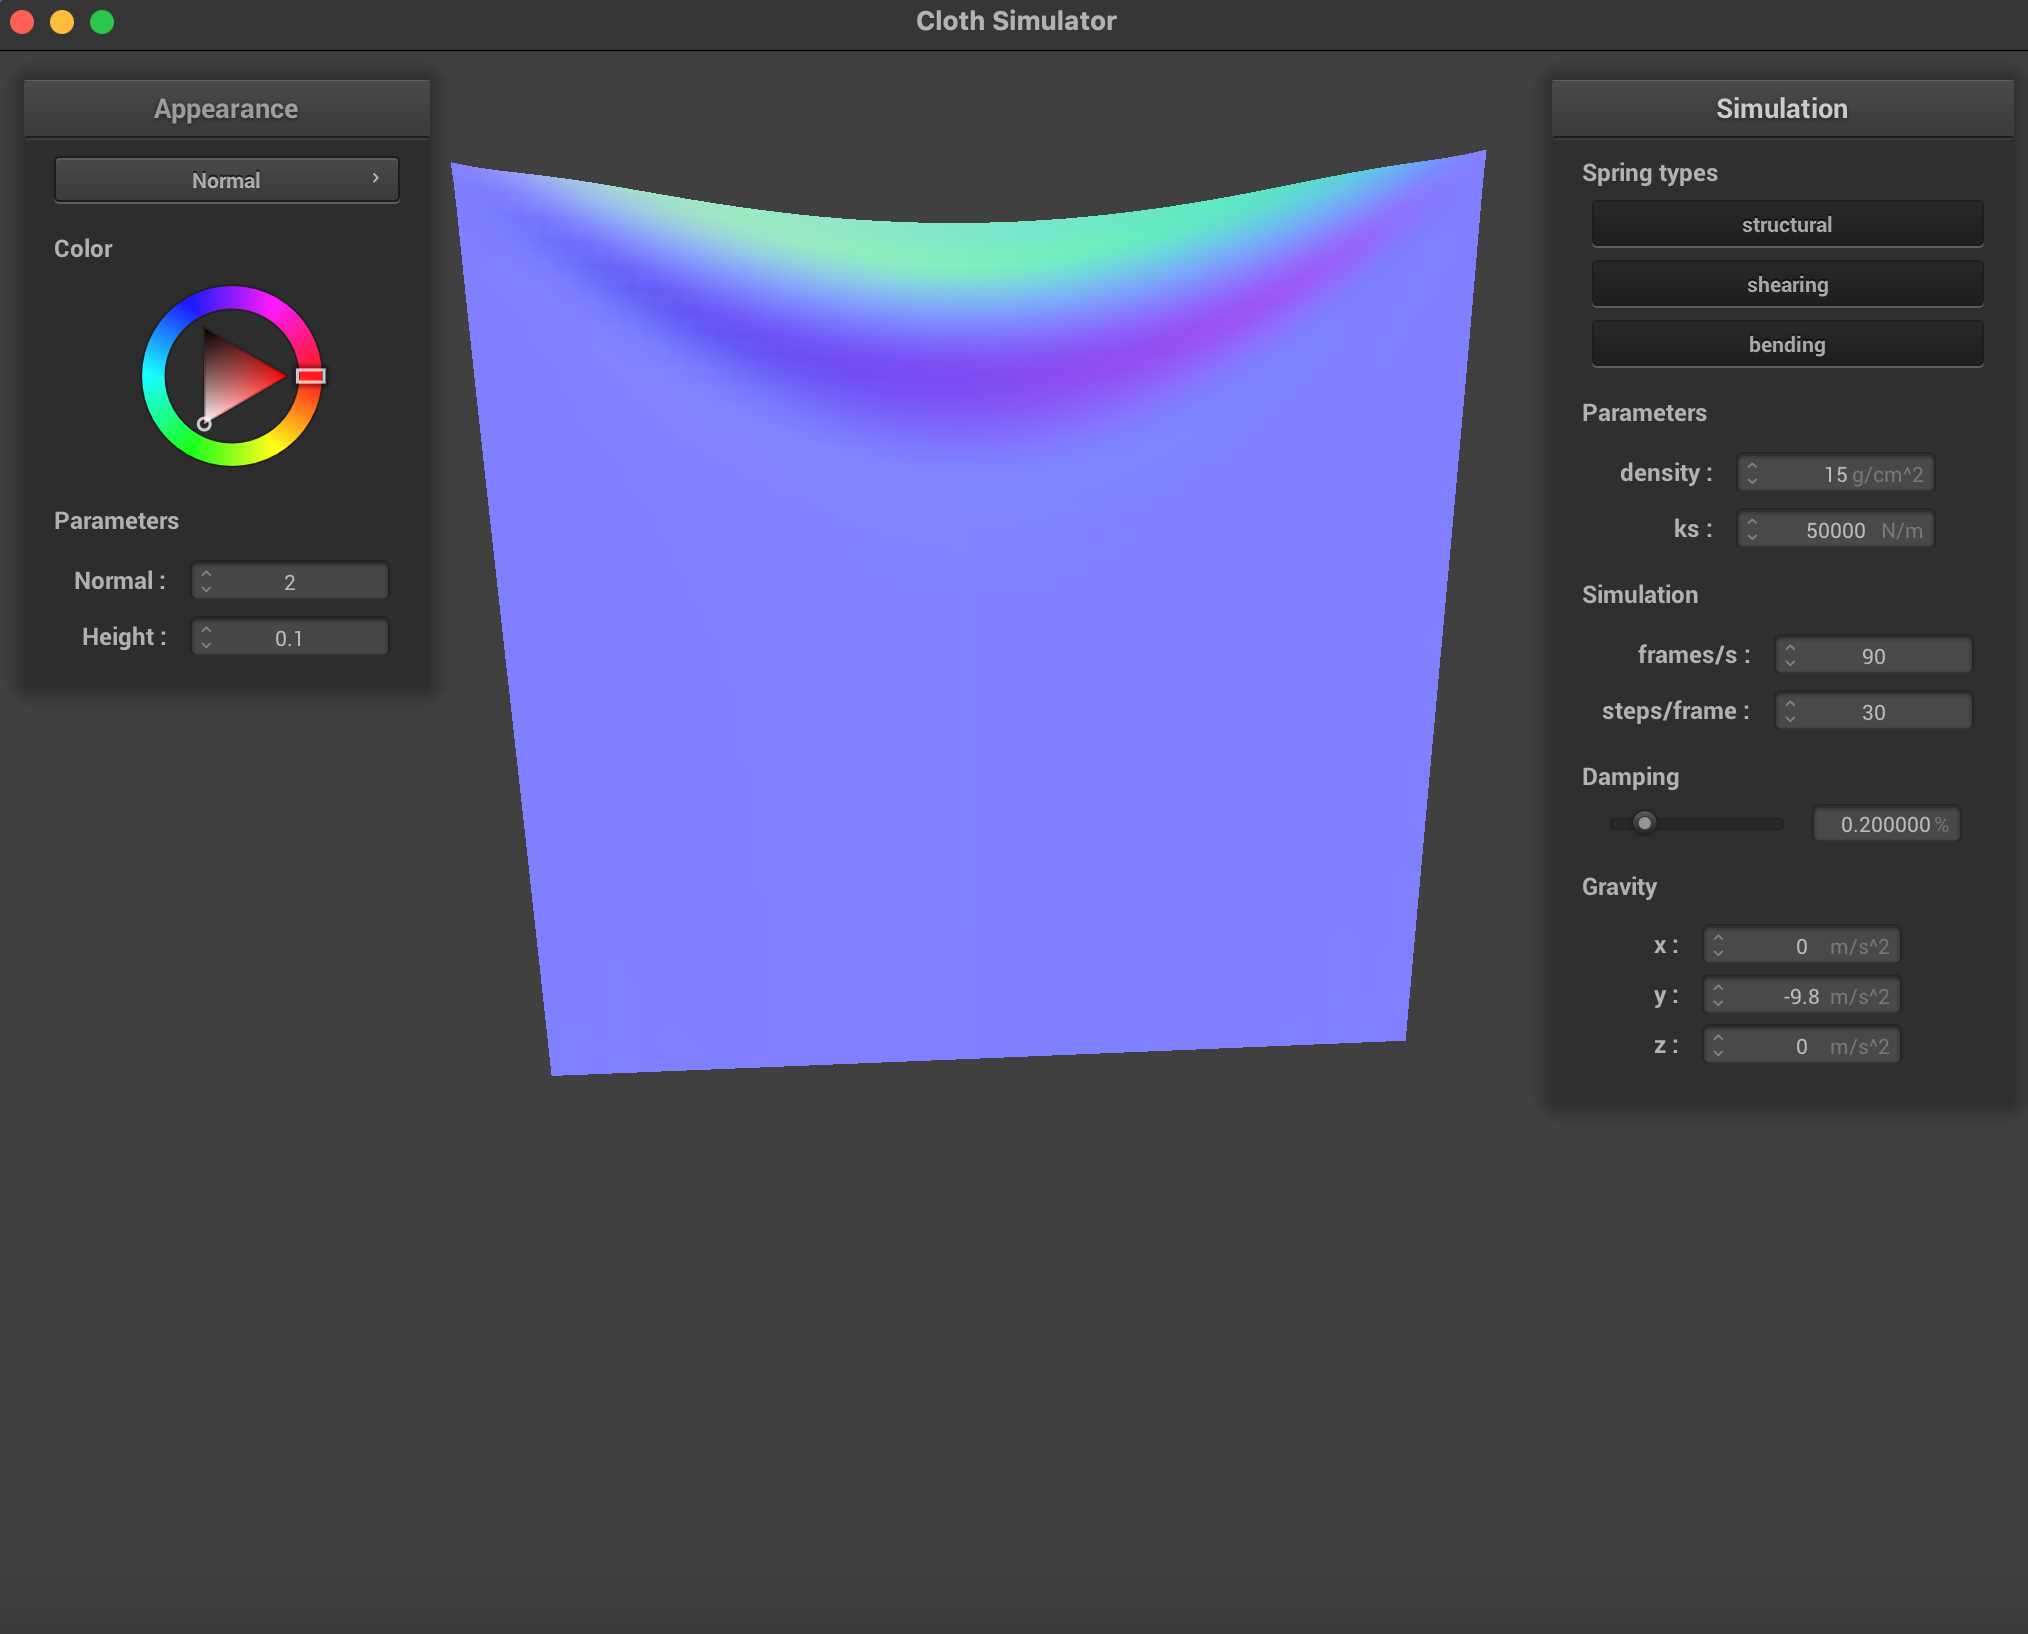 Cloth Simulator
Appearance
Normal
Color
Parameters
Normal : 2
Height : 0.1
Simulation
Spring types
structural
shearing
bending
Parameters
density : 15 g/cm^2
ks : 50000 N/m
Simulation
frames/s : 90
steps/frame : 30
Damping
0.200000 %
Gravity
x : 0 m/s^2
y : -9.8 m/s^2
z : 0 m/s^2